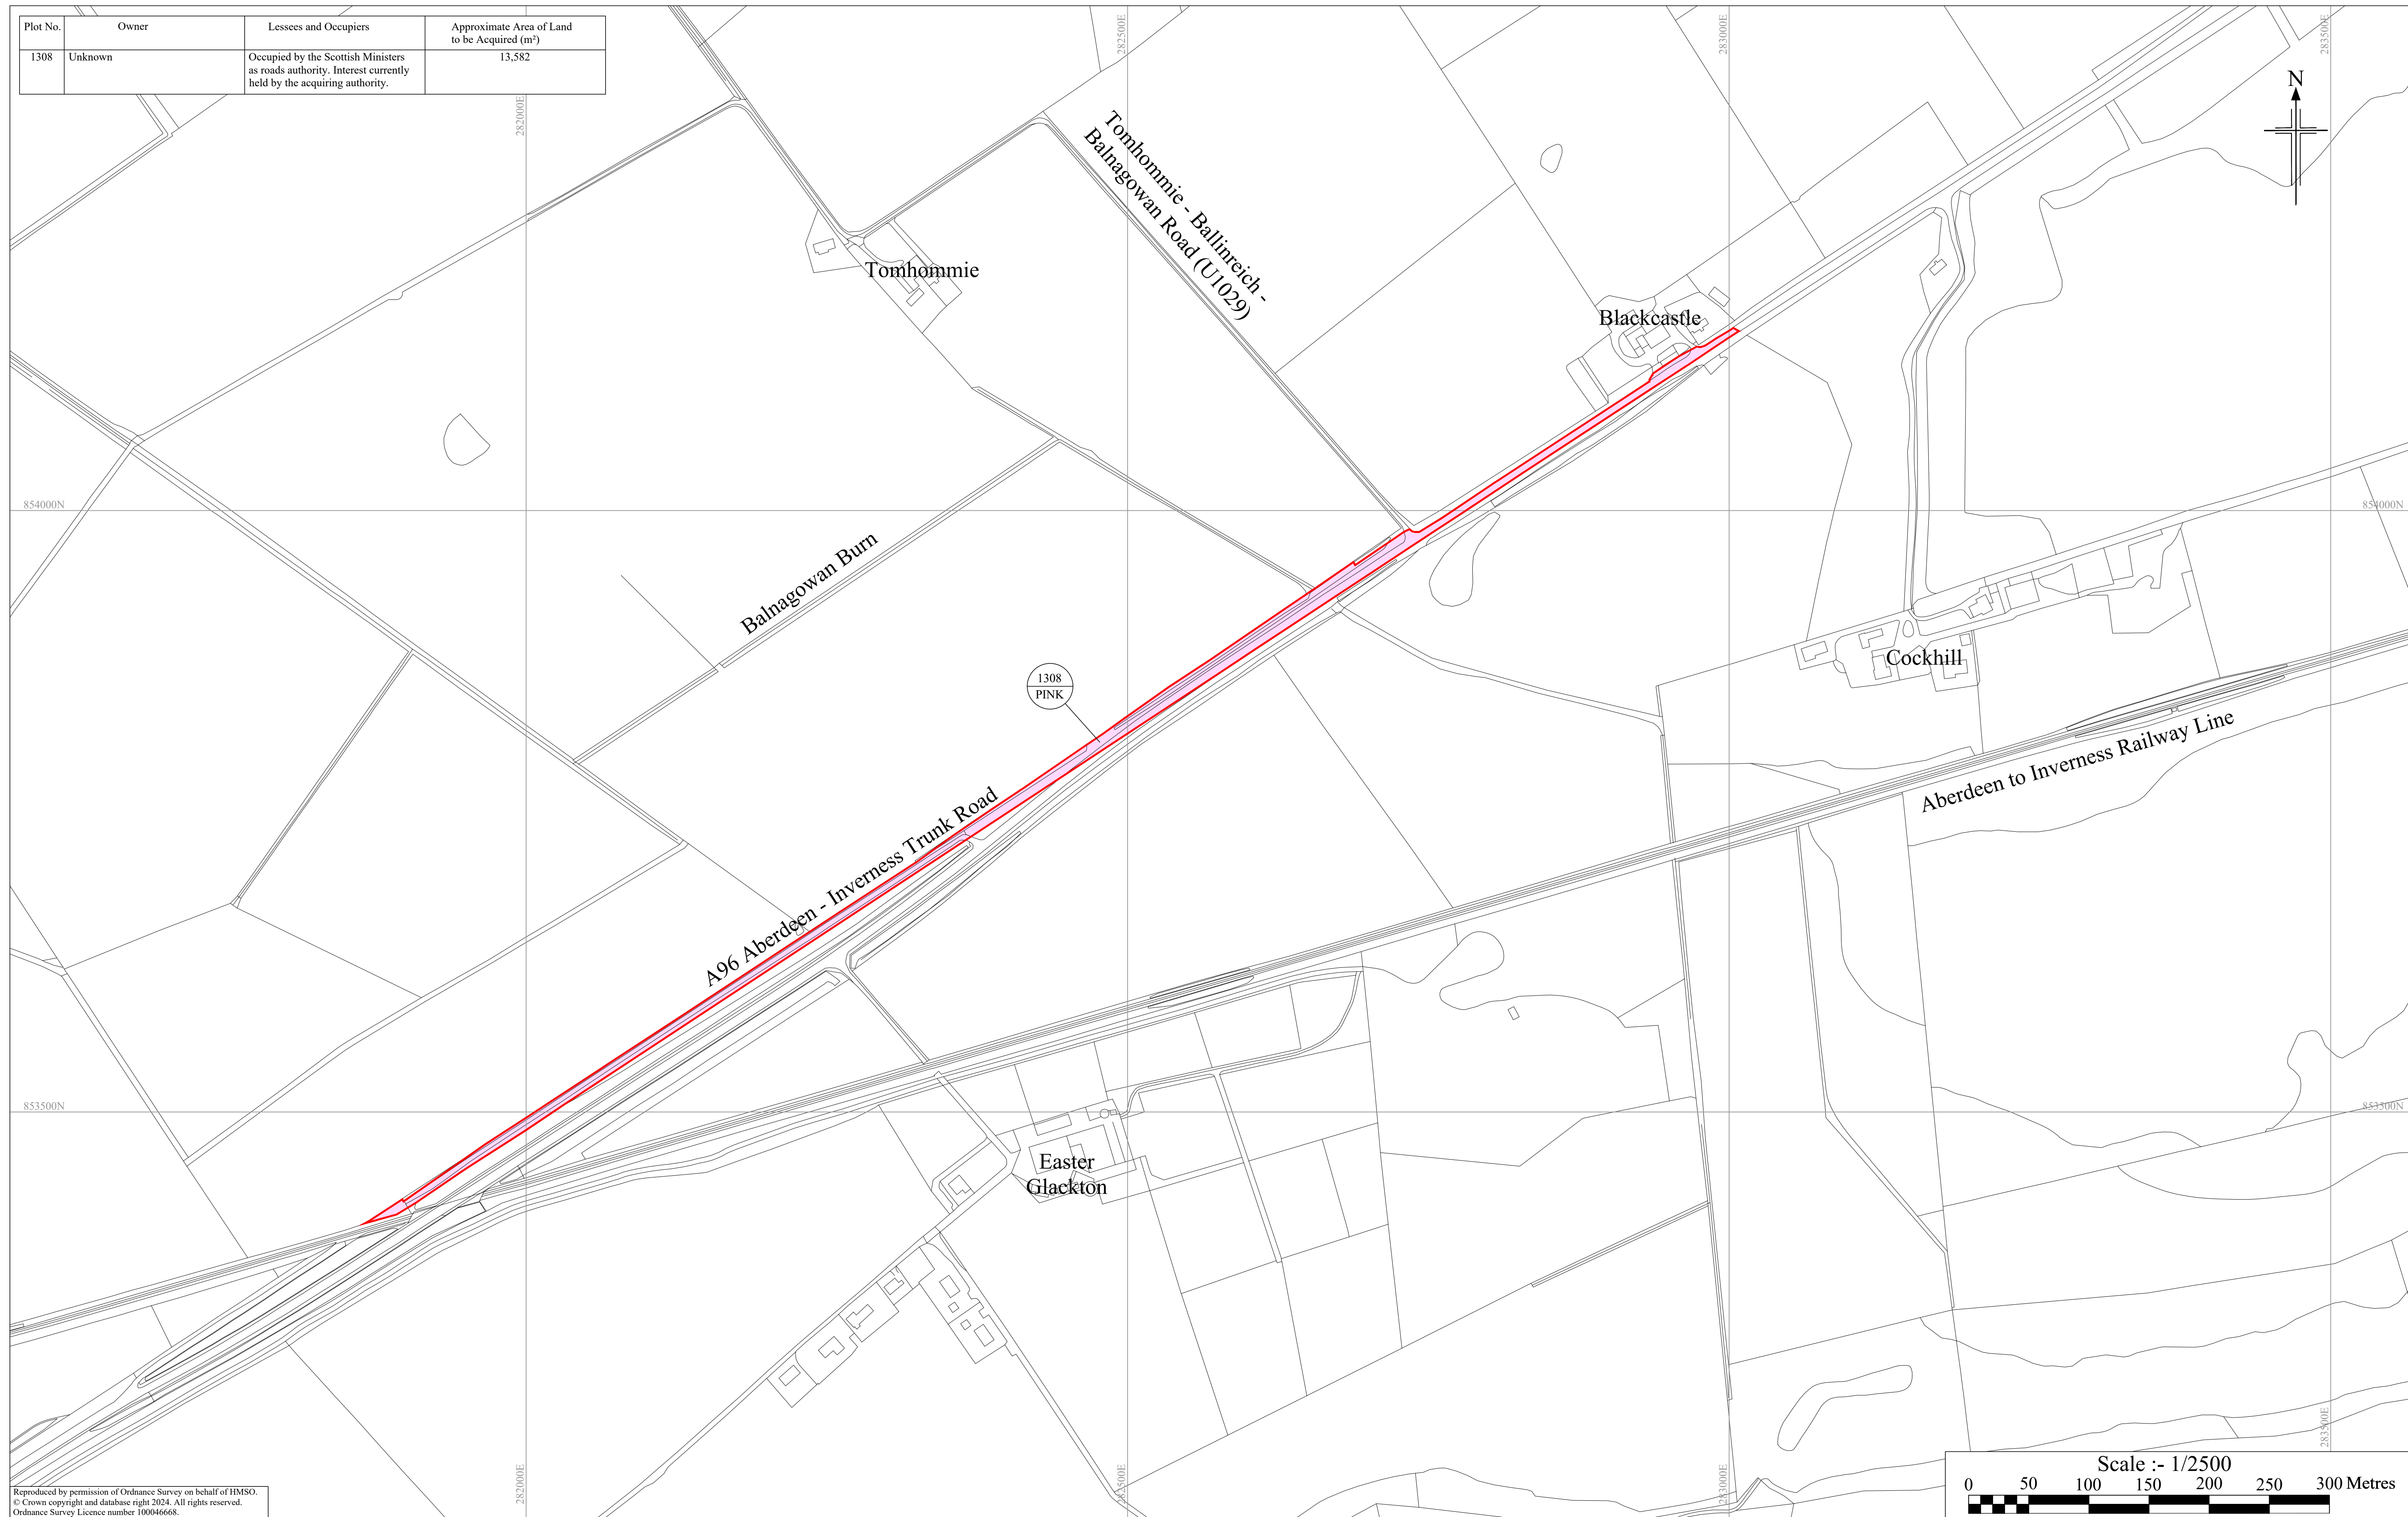 Plot No. Owner Lessees and Occupiers Approximate Area of Land
to be Acquired (m²)
1308 Unknown Occupied by the Scottish Ministers 13,582
as roads authority. Interest currently
held by the acquiring authority.
282000E
282500E
283000E
283500E
N
Tomhommie - Ballinreich -
Balnagowan Road (U1029)
Tomhommie
Blackcastle
854000N
854000N
Balnagowan Burn
1308
PINK
Cockhill
Aberdeen to Inverness Railway Line
A96 Aberdeen - Inverness Trunk Road
853500N
853500N
Easter
Glackton
282000E
282500E
283000E
283500E
Reproduced by permission of Ordnance Survey on behalf of HMSO.
© Crown copyright and database right 2024. All rights reserved.
Ordnance Survey Licence number 100046668.
Scale :- 1/2500
0 50 100 150 200 250 300 Metres